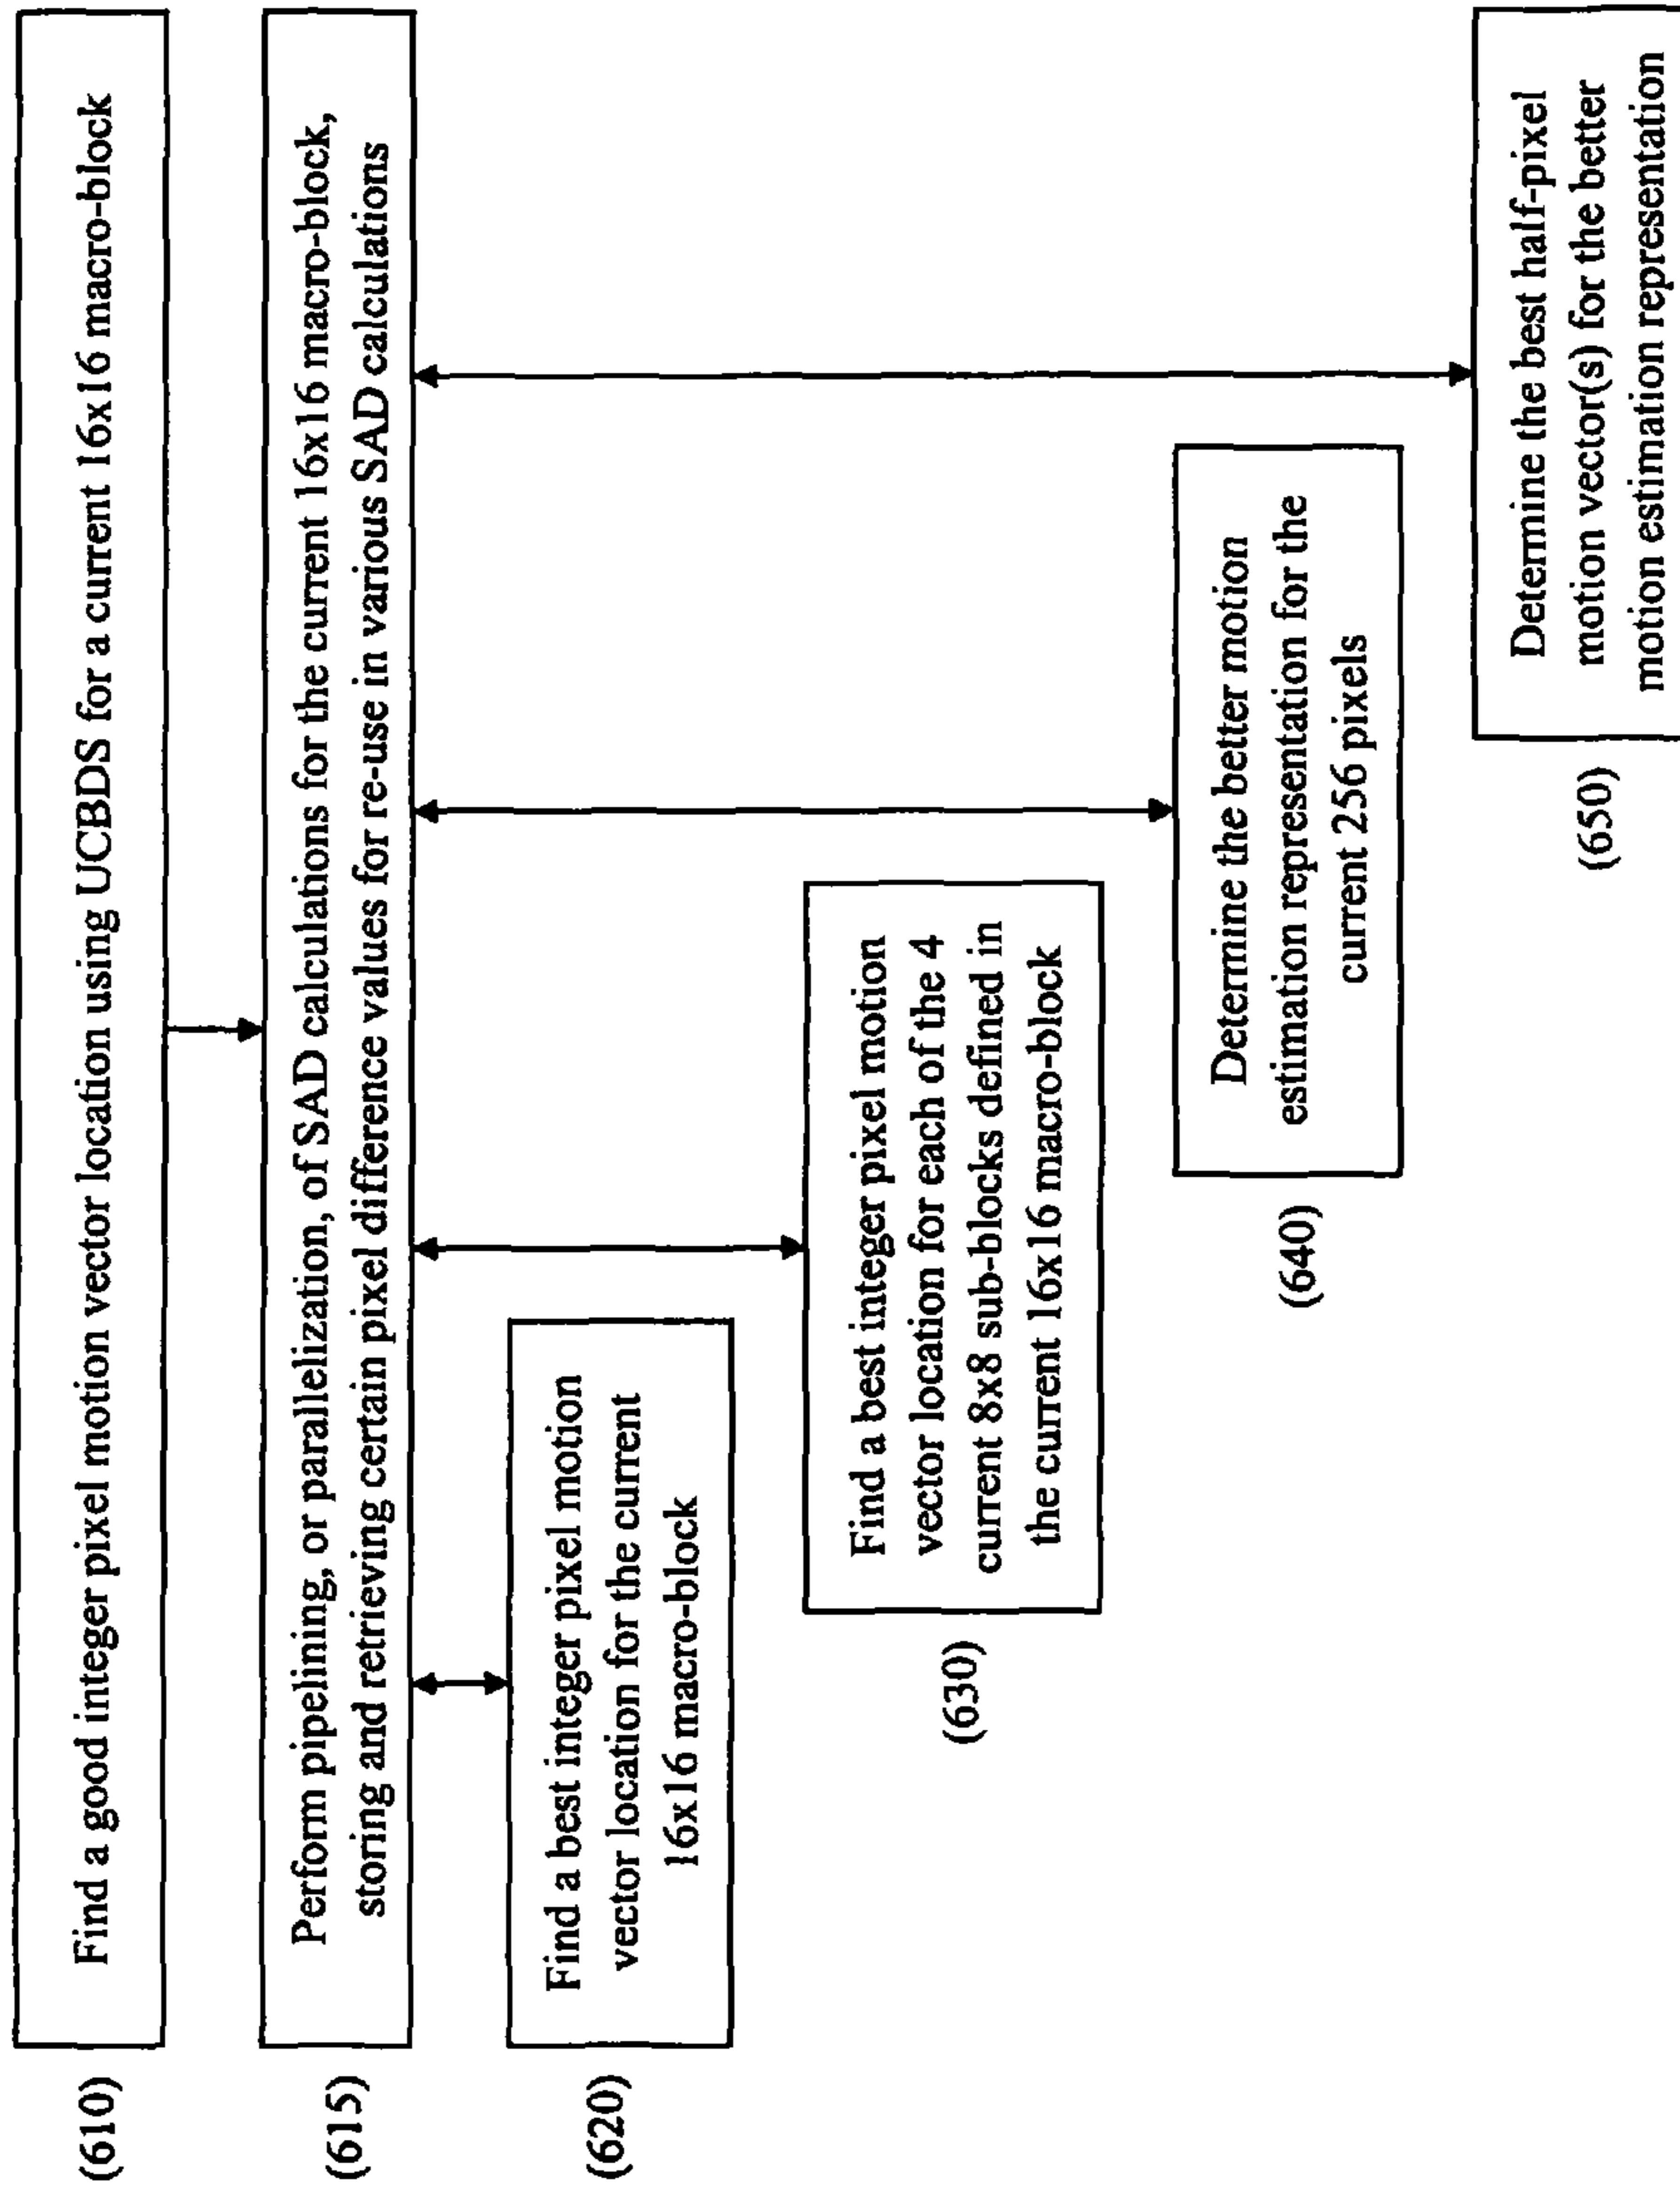 (610)
Find a good integer pixel motion vector location using UCBDS for a current 16x16 macro-block
(615)
Perform pipelining, or parallelization, of SAD calculations for the current 16x16 macro-block,
storing and retrieving certain pixel difference values for re-use in various SAD calculations
(620)
Find a best integer pixel motion
vector location for the current
16x16 macro-block
(630)
Find a best integer pixel motion
vector location for each of the 4
current 8x8 sub-blocks defined in
the current 16x16 macro-block
(640)
Determine the better motion
estimation representation for the
current 256 pixels
(650)
Determine the best half-pixel
motion vector(s) for the better
motion estimation representation